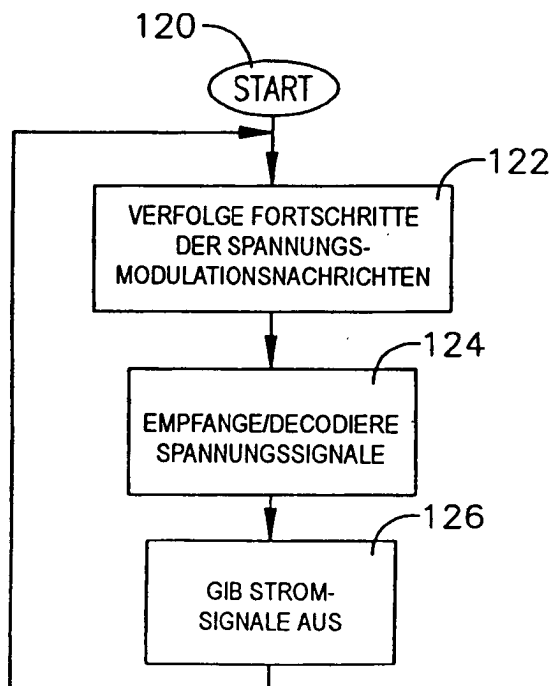 120
START
122
VERFOLGE FORTSCHRITTE
DER SPANNUNGS-
MODULATIONSNACHRICHTEN
124
EMPFANGE/DECODIERE
SPANNUNGSSIGNALE
126
GIB STROM-
SIGNALE AUS